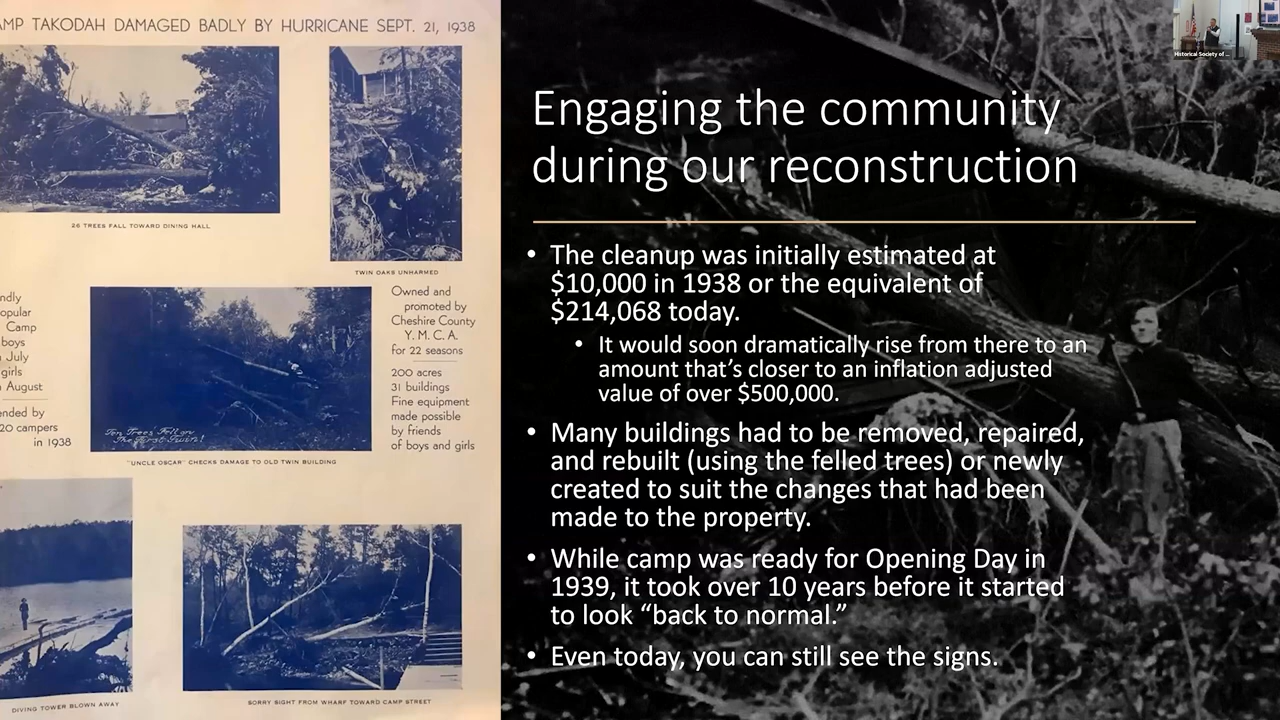 AMP TAKODAH DAMAGED BADLY BY HURRICANE SEPT. 21, 1938
26 TREES FALL TOWARD DINING HALL
TWIN OAKS UNHARMED
ndly
opular
Camp
boys
July
girls
August
ended by
20 campers
in 1938
Ten Trees Fell on
The First Twin!
Owned and
promoted by
Cheshire County
Y. M. C. A.
for 22 seasons
200 acres
31 buildings
Fine equipment
made possible
by friends
of boys and girls
"UNCLE OSCAR" CHECKS DAMAGE TO OLD TWIN BUILDING
DIVING TOWER BLOWN AWAY
SORRY SIGHT FROM WHARF TOWARD CAMP STREET
Historical Society of ...
Engaging the community
during our reconstruction
• The cleanup was initially estimated at
$10,000 in 1938 or the equivalent of
$214,068 today.
• It would soon dramatically rise from there to an
amount that's closer to an inflation adjusted
value of over $500,000.
• Many buildings had to be removed, repaired,
and rebuilt (using the felled trees) or newly
created to suit the changes that had been
made to the property.
• While camp was ready for Opening Day in
1939, it took over 10 years before it started
to look “back to normal.”
• Even today, you can still see the signs.